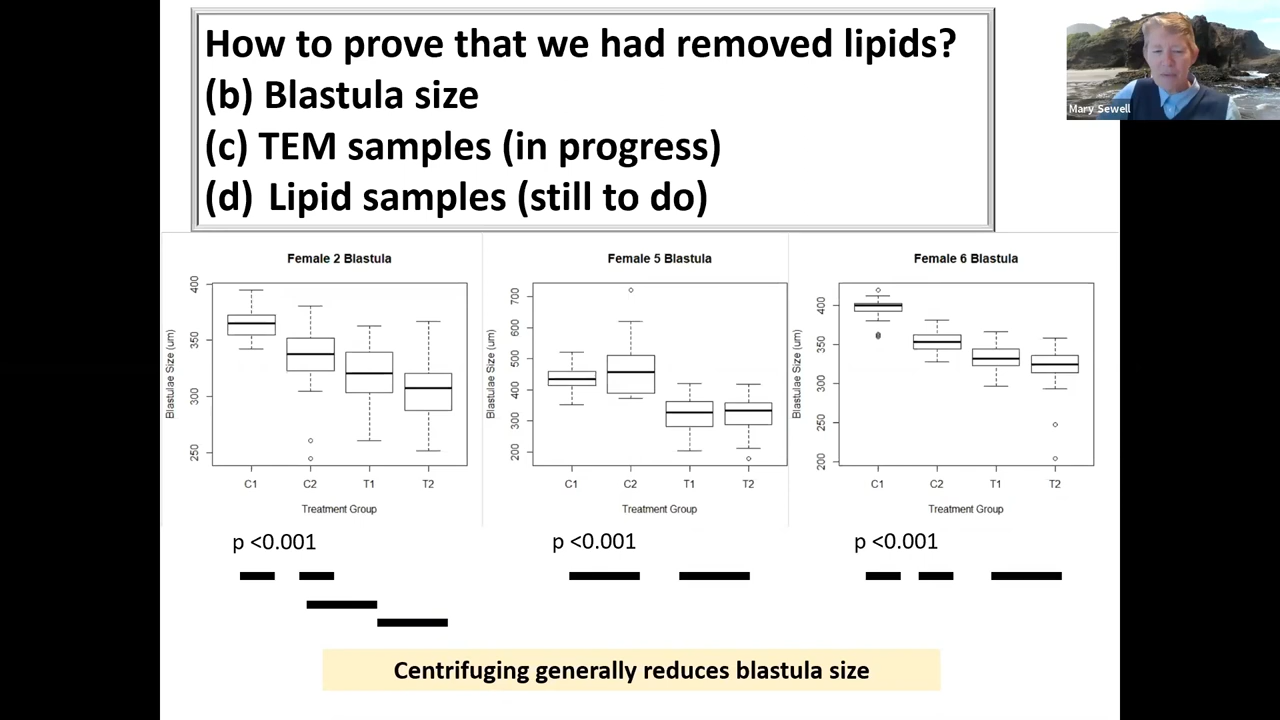 How to prove that we had removed lipids?
(b) Blastula size
(c) TEM samples (in progress)
(d) Lipid samples (still to do)
Mary Sewell
Female 2 Blastula
Blastulae Size (um)
400
350
300
250
C1 C2 T1 T2
Treatment Group
Female 5 Blastula
Blastulae Size (um)
700
600
500
400
300
200
C1 C2 T1 T2
Treatment Group
Female 6 Blastula
Blastulae Size (um)
400
350
300
250
200
C1 C2 T1 T2
Treatment Group
p <0.001
p <0.001
p <0.001
Centrifuging generally reduces blastula size